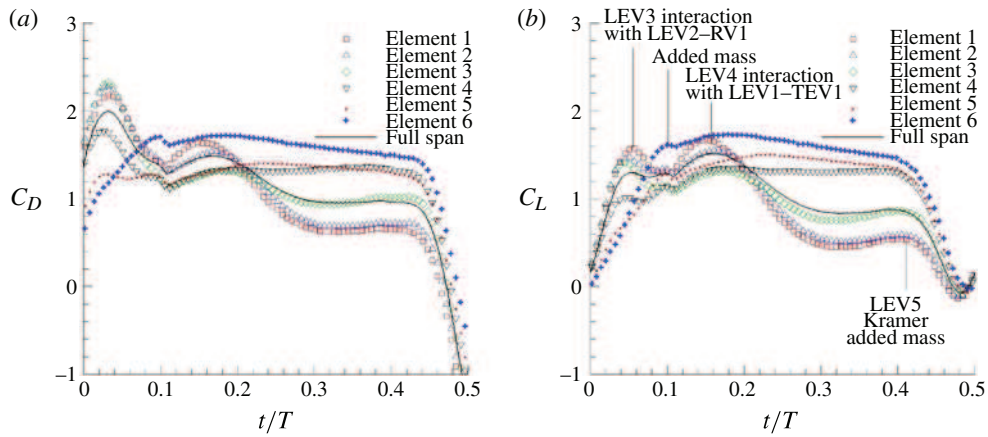 (a)
3
2
1
0
–1
C_D
0
0.1
0.2
0.3
0.4
0.5
t/T
Element 1
Element 2
Element 3
Element 4
Element 5
Element 6
Full span
(b)
3
2
1
0
–1
C_L
0
0.1
0.2
0.3
0.4
0.5
t/T
LEV3 interaction
with LEV2–RV1
Added mass
LEV4 interaction
with LEV1–TEV1
Element 1
Element 2
Element 3
Element 4
Element 5
Element 6
Full span
LEV5
Kramer
added mass